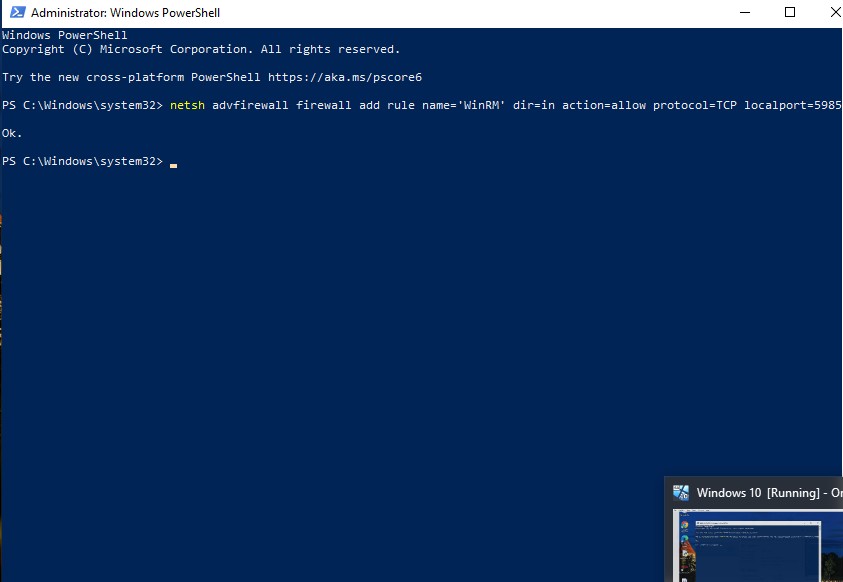 Administrator: Windows PowerShell
Windows PowerShell
Copyright (C) Microsoft Corporation. All rights reserved.
Try the new cross-platform PowerShell https://aka.ms/pscore6
PS C:\Windows\system32> netsh advfirewall firewall add rule name='WinRM' dir=in action=allow protocol=TCP localport=5985
Ok.
PS C:\Windows\system32>
Windows 10 [Running] - Or